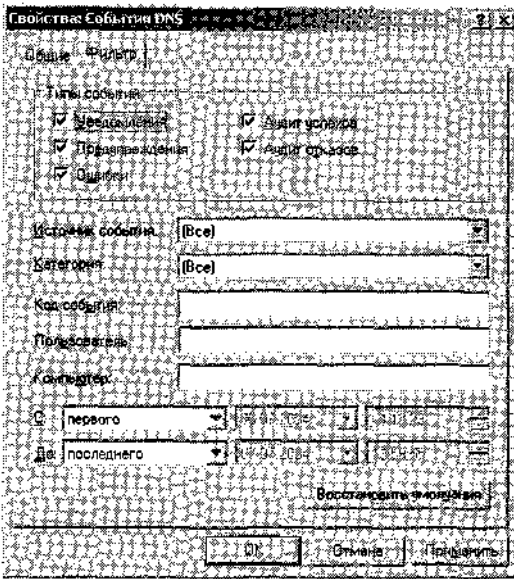 Свойства: События DNS
Общие Фильтр
Типы событий
Уведомления Аудит успехов
Предупреждения Аудит отказов
Ошибки
Источник события: (Все)
Категория: (Все)
Код события:
Пользователь:
Компьютер:
С: первого
До: последнего
Восстановить умолчания
OK Отмена Применить